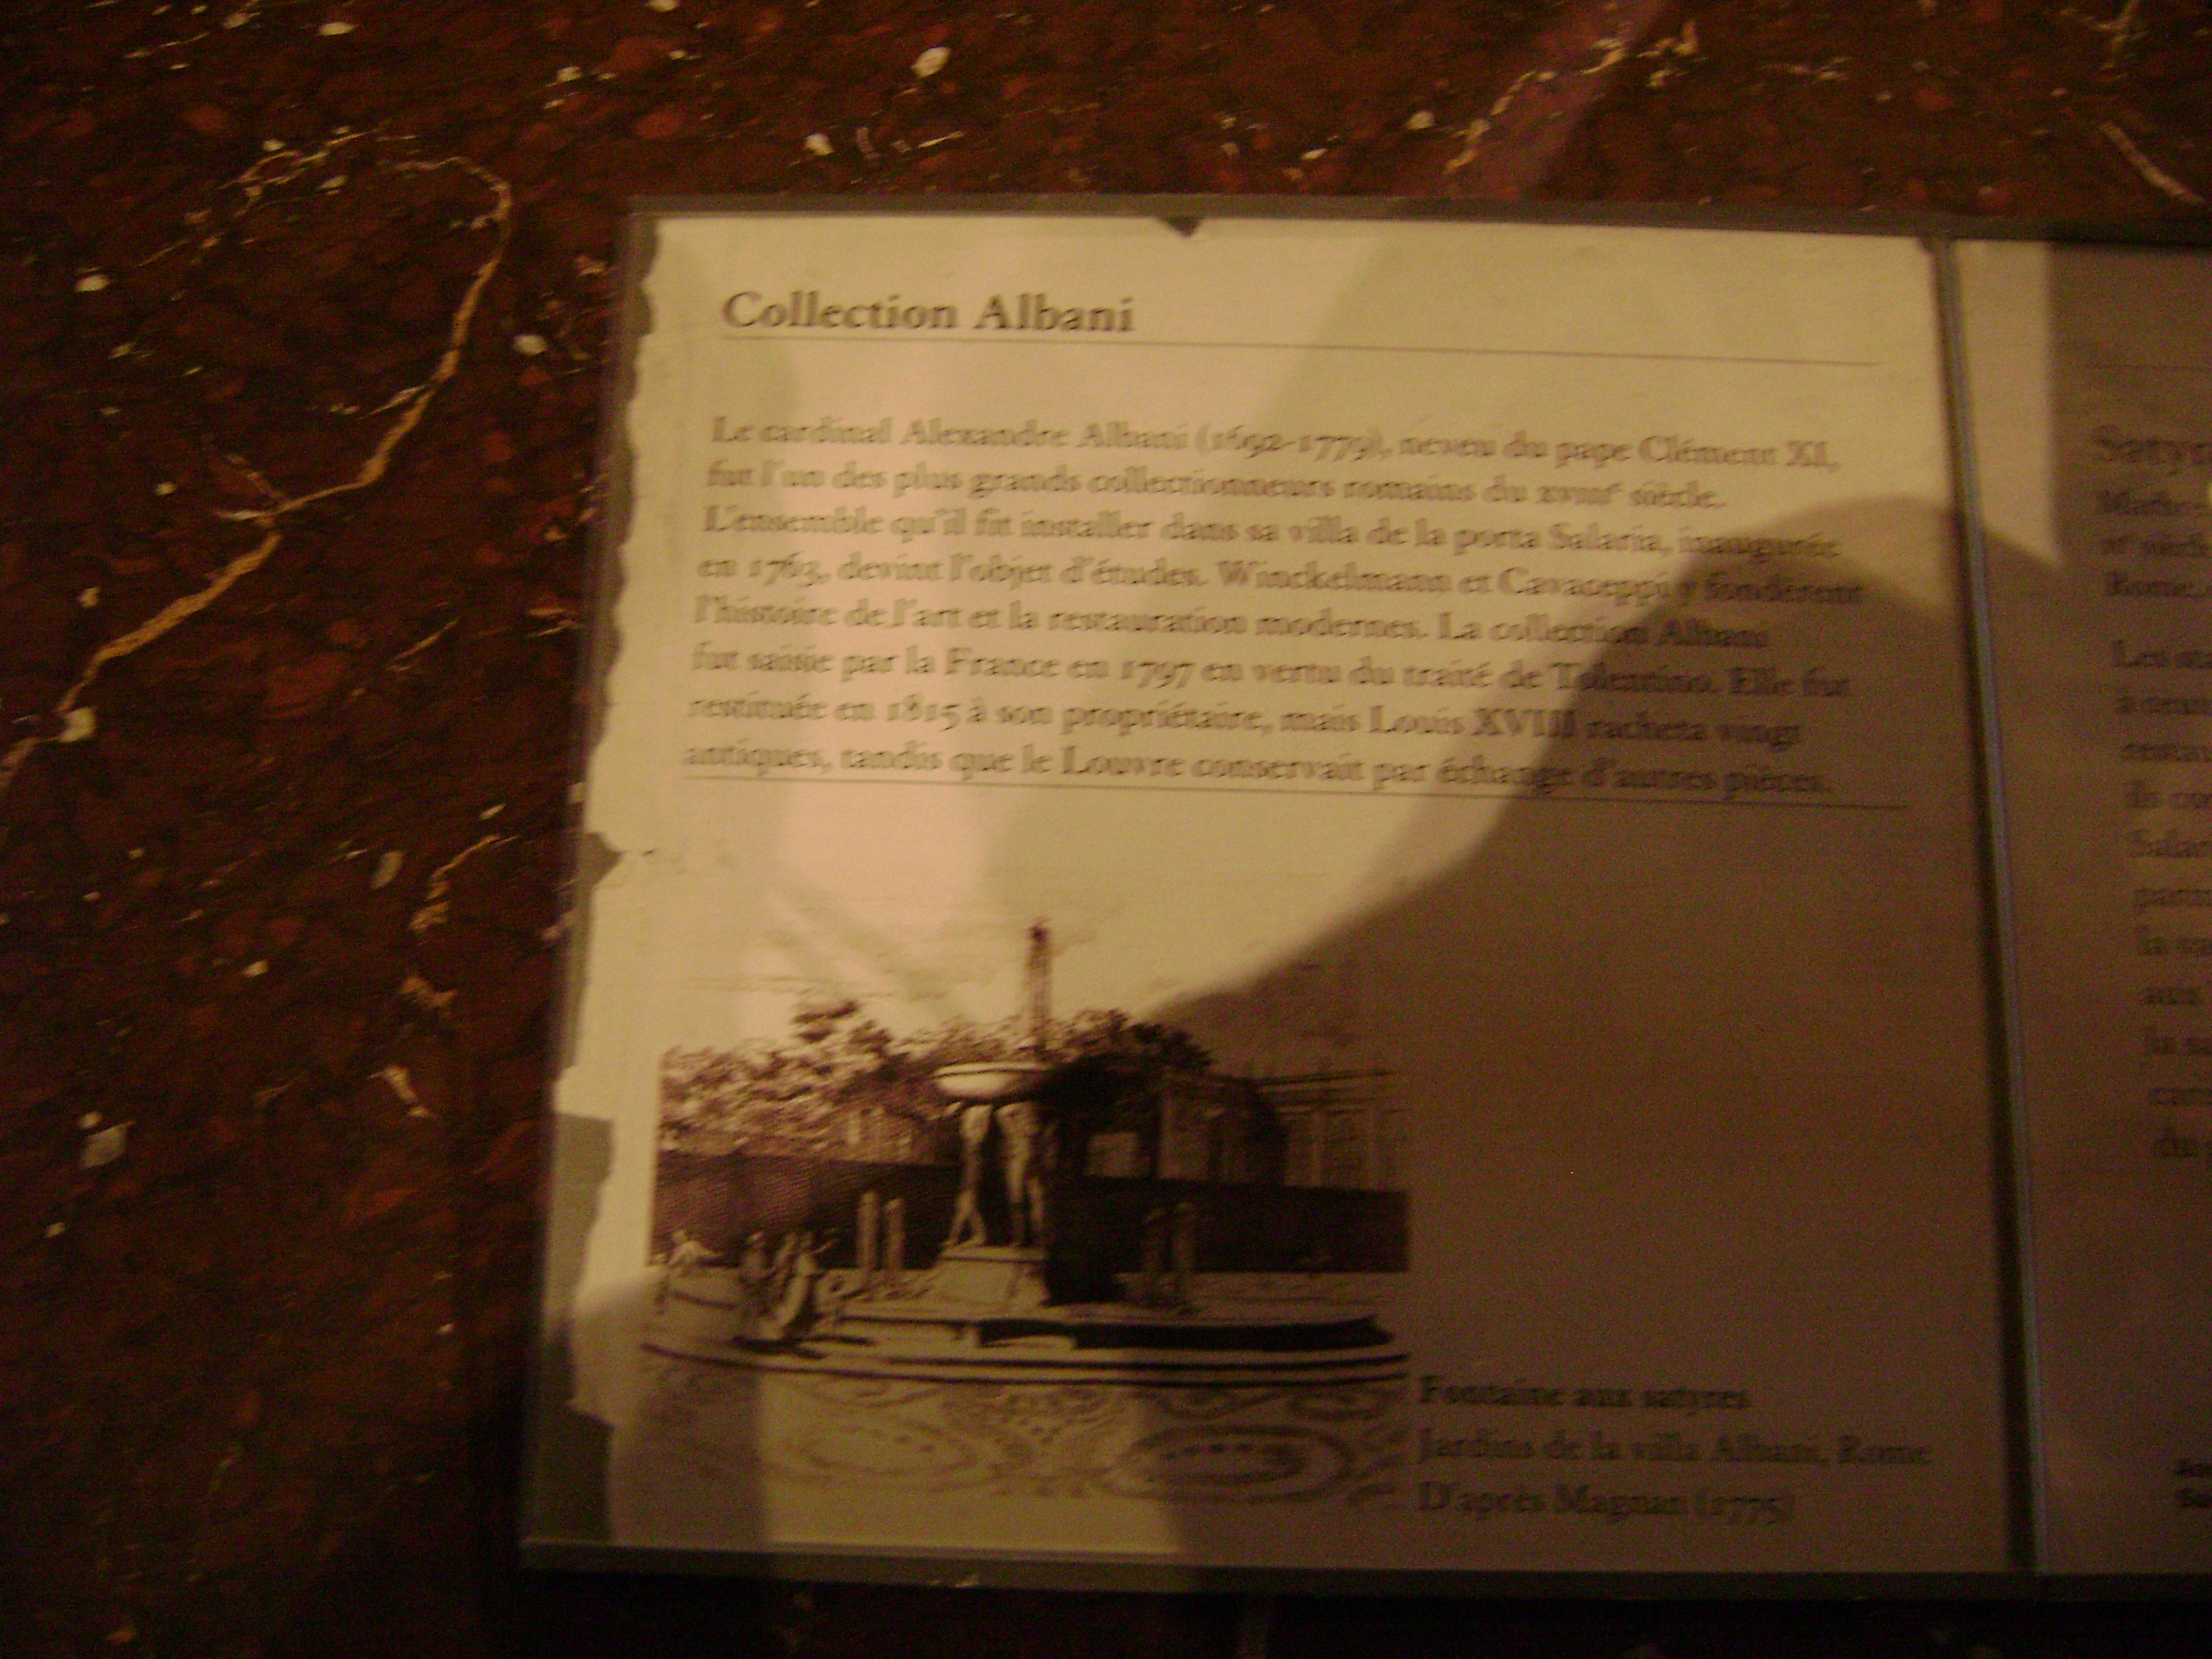 Collection Albani
Le cardinal Alexandre Albani (1692-1779), neveu du pape Clément XI,
fut l'un des plus grands collectionneurs romains du XVIIIe siècle.
L'ensemble qu'il fit installer dans sa villa de la porta Salaria, inaugurée
en 1763, devint l'objet d'études. Winckelmann et Cavaceppi y fondèrent
l'histoire de l'art et la restauration modernes. La collection Albani
fut saisie par la France en 1797 en vertu du traité de Tolentino. Elle fut
restituée en 1815 à son propriétaire, mais Louis XVIII racheta vingt
antiques, tandis que le Louvre conservait par échange d'autres pièces.
Fontaine aux satyres
Jardins de la villa Albani, Rome
D'après Magnan (1775)
Rome
Les